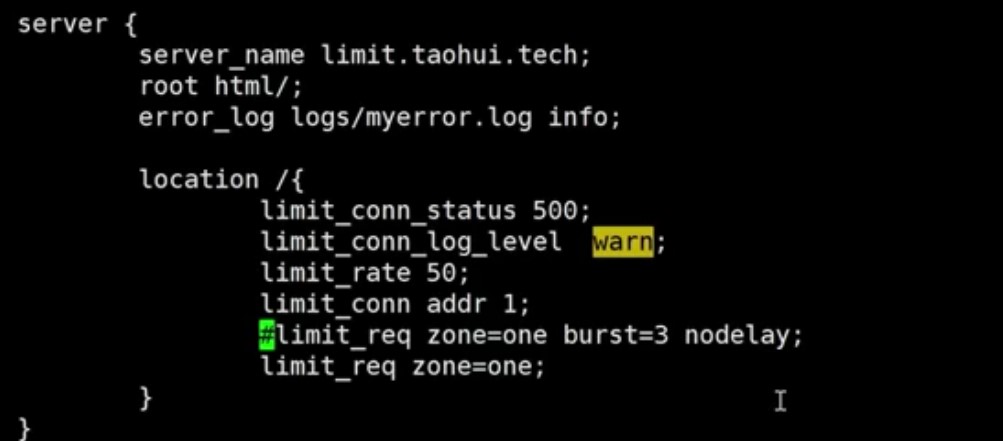 server {
server_name limit.taohui.tech;
root html/;
error_log logs/myerror.log info;
location /{
limit_conn_status 500;
limit_conn_log_level  warn;
limit_rate 50;
limit_conn addr 1;
#limit_req zone=one burst=3 nodelay;
limit_req zone=one;
}
}